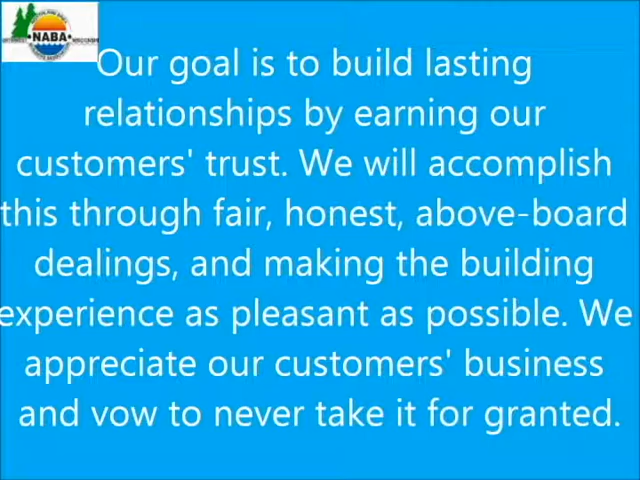 NABA
Our goal is to build lasting
relationships by earning our
customers' trust. We will accomplish
this through fair, honest, above-board
dealings, and making the building
experience as pleasant as possible. We
appreciate our customers' business
and vow to never take it for granted.